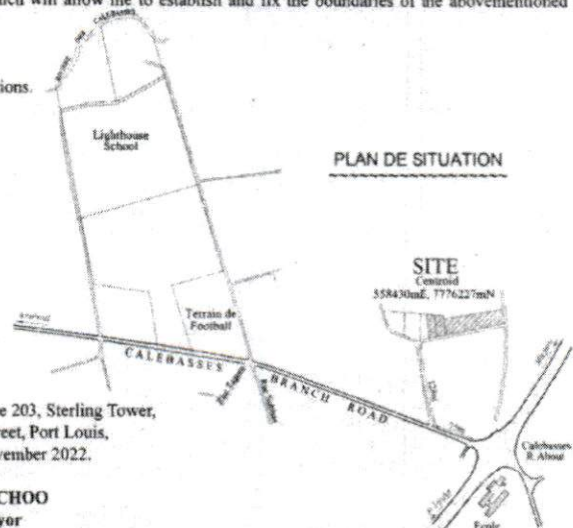 which will allow me to establish and fix the boundaries of the abovementioned
ions.
Lighthouse
School
PLAN DE SITUATION
SITE
Centroid
558430mE, 7776227mN
Terrain de
Football
CALEBASSES BRANCH ROAD
e 203, Sterling Tower,
eet, Port Louis,
vember 2022.
Calebasses
R.About
CHOO
yor
Ecole